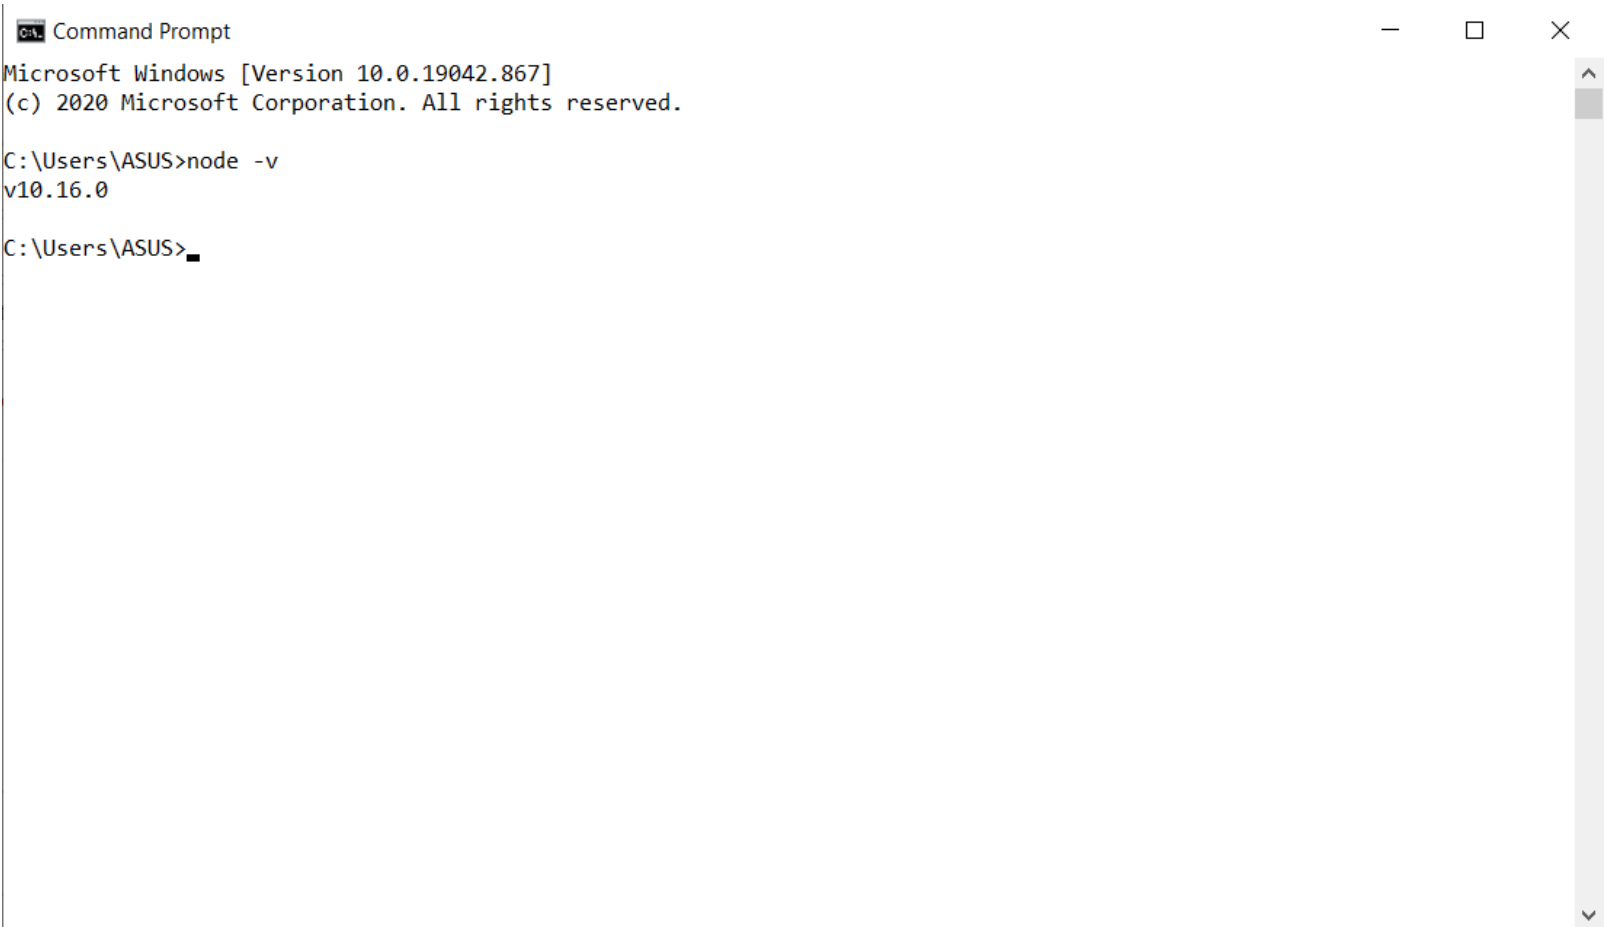 Command Prompt
Microsoft Windows [Version 10.0.19042.867]
(c) 2020 Microsoft Corporation. All rights reserved.
C:\Users\ASUS>node -v
v10.16.0
C:\Users\ASUS>